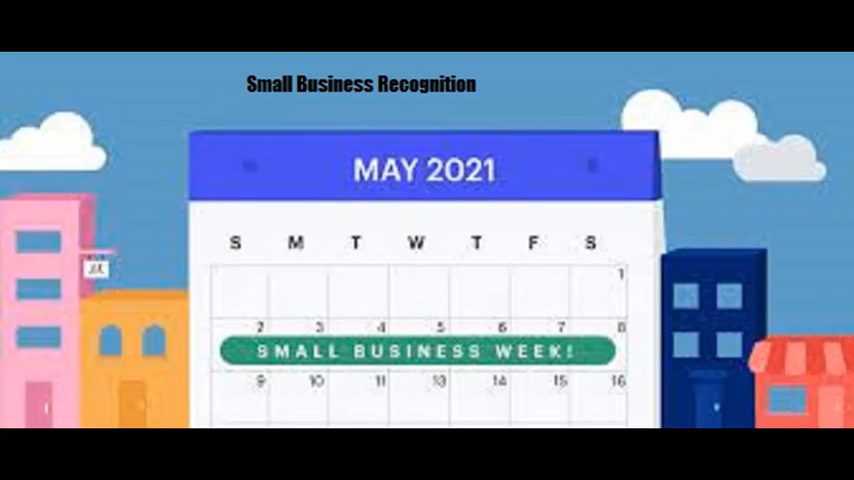 Small Business Recognition
MAY 2021
S M T W T F S
1
2 3 4 5 6 7 8
SMALL BUSINESS WEEK!
9 10 11 13 14 15 16